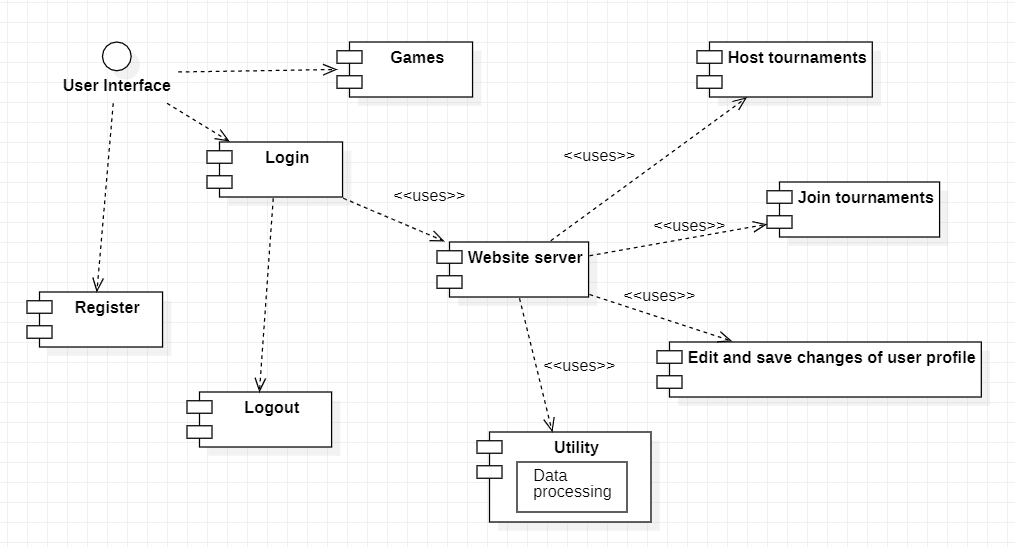 Games
Host tournaments
User Interface
Login
<<uses>>
<<uses>>
Join tournaments
<<uses>>
Website server
<<uses>>
Register
Edit and save changes of user profile
<<uses>>
Logout
Utility
Data
processing